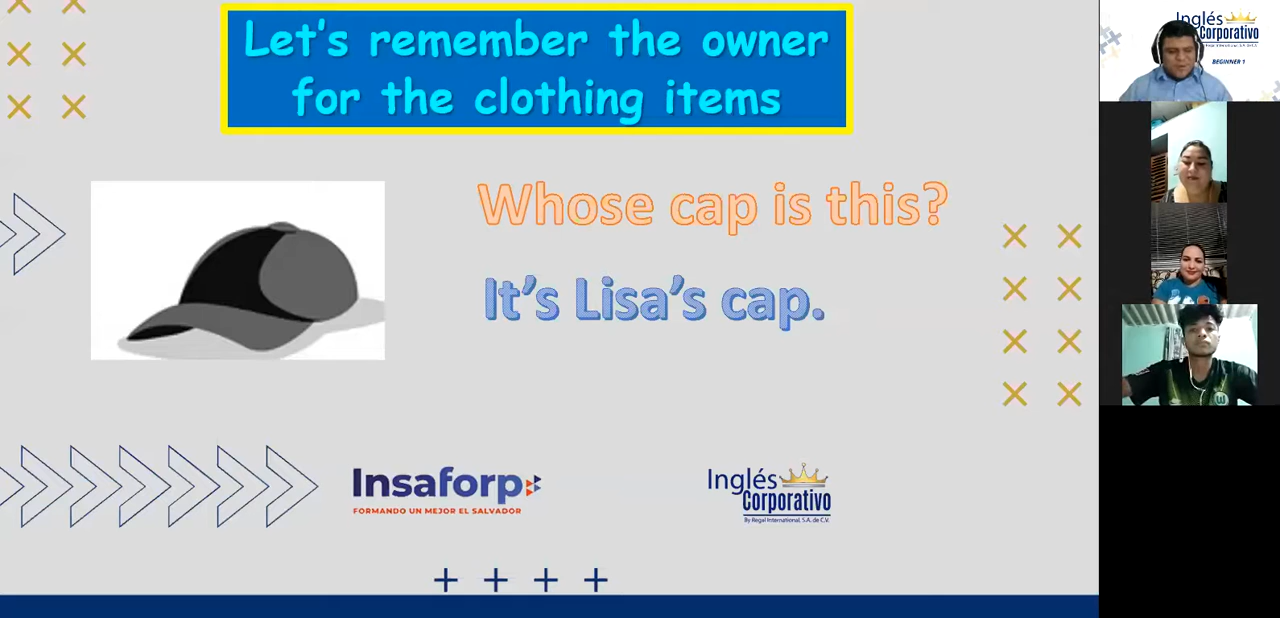 Let's remember the owner
for the clothing items
Whose cap is this?
It's Lisa's cap.
Insaforp
FORMANDO UN MEJOR EL SALVADOR
Inglés
Corporativo
By Regal International, S.A. de C.V.
Inglés
Corporativo
BEGINNER 1